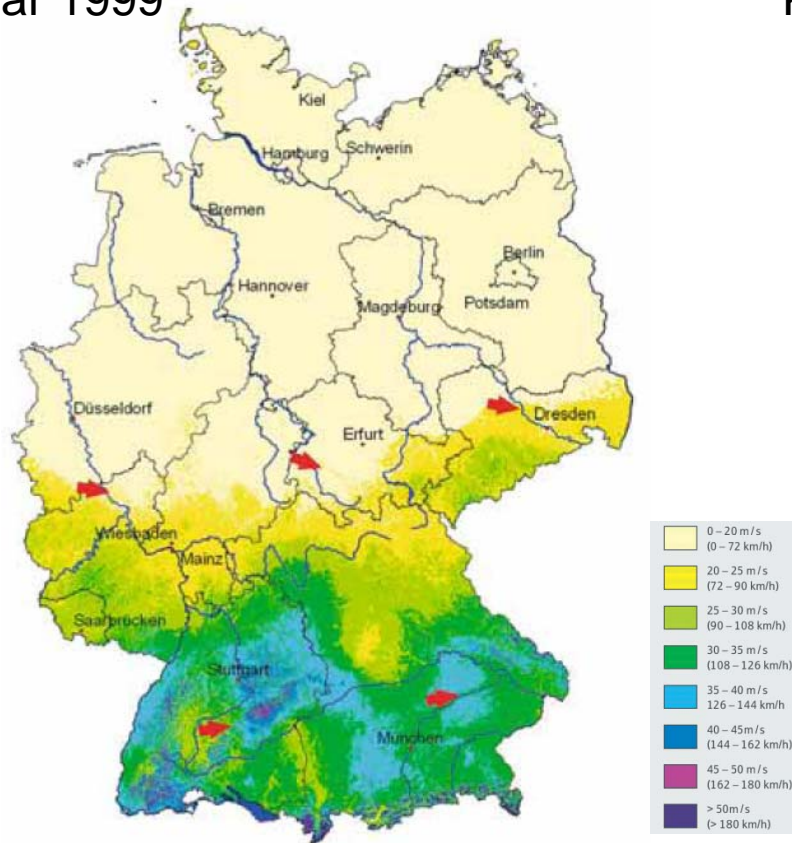 ar 1999
Kiel
Hamburg
Schwerin
Bremen
Berlin
Hannover
Potsdam
Magdeburg
Düsseldorf
Dresden
Erfurt
Wiesbaden
Mainz
Saarbrücken
Stuttgart
München
0 – 20 m/s
(0 – 72 km/h)
20 – 25 m/s
(72 – 90 km/h)
25 – 30 m/s
(90 – 108 km/h)
30 – 35 m/s
(108 – 126 km/h)
35 – 40 m/s
126 – 144 km/h
40 – 45m/s
(144 – 162 km/h)
45 – 50 m/s
(162 – 180 km/h)
> 50m/s
(> 180 km/h)